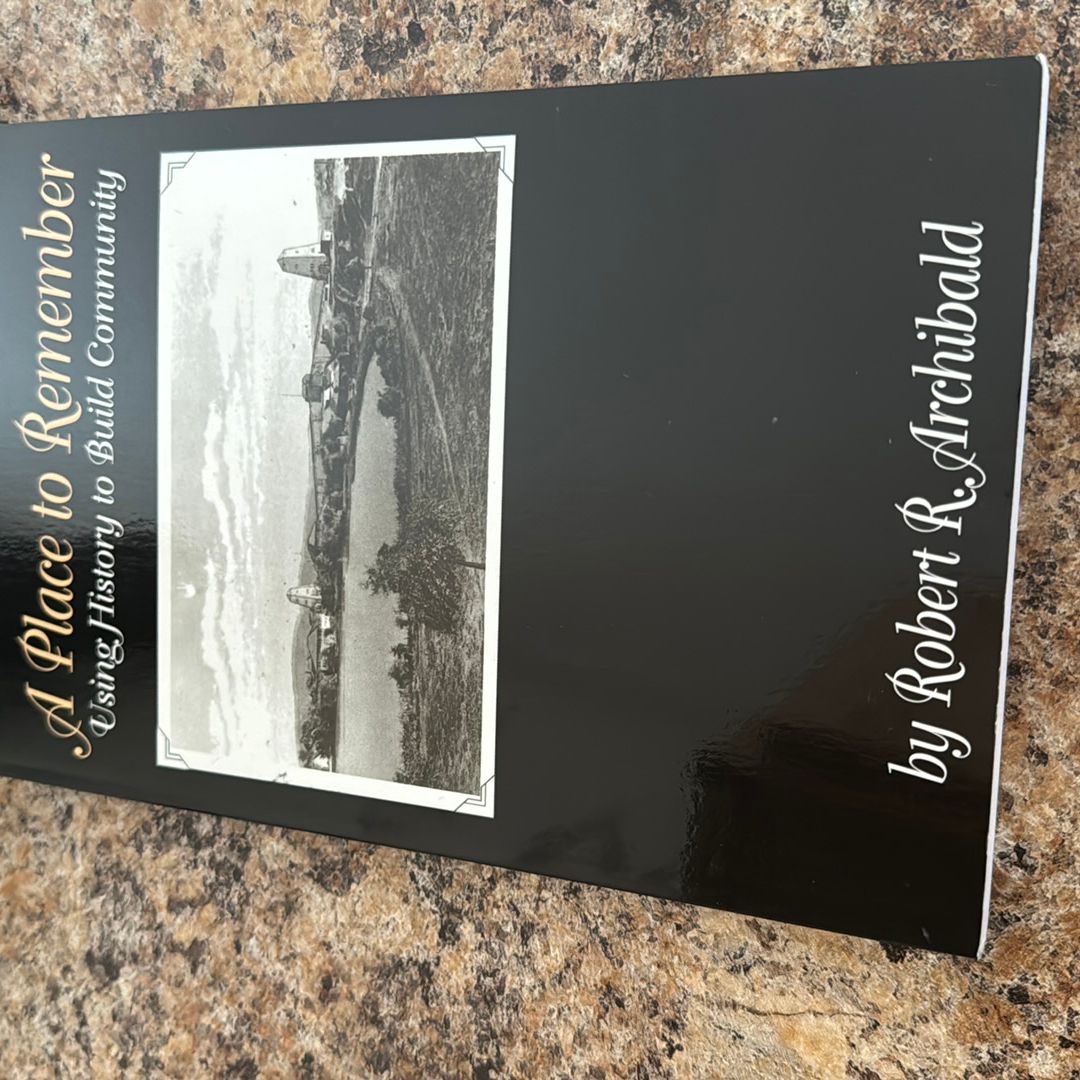 A Place to Remember
Using History to Build Community
by Robert R. Archibald